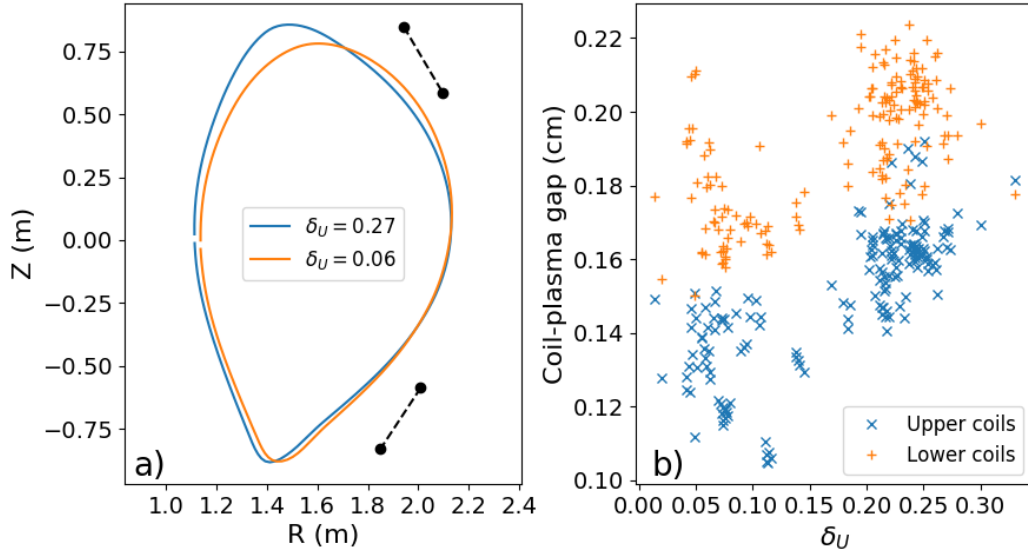 0.75
0.50
0.25
0.00
−0.25
−0.50
−0.75
Z (m)
δU = 0.27
δU = 0.06
a)
1.0 1.2 1.4 1.6 1.8 2.0 2.2 2.4
R (m)
0.22
0.20
0.18
0.16
0.14
0.12
0.10
Coil-plasma gap (cm)
Upper coils
Lower coils
b)
0.00 0.05 0.10 0.15 0.20 0.25 0.30
δU